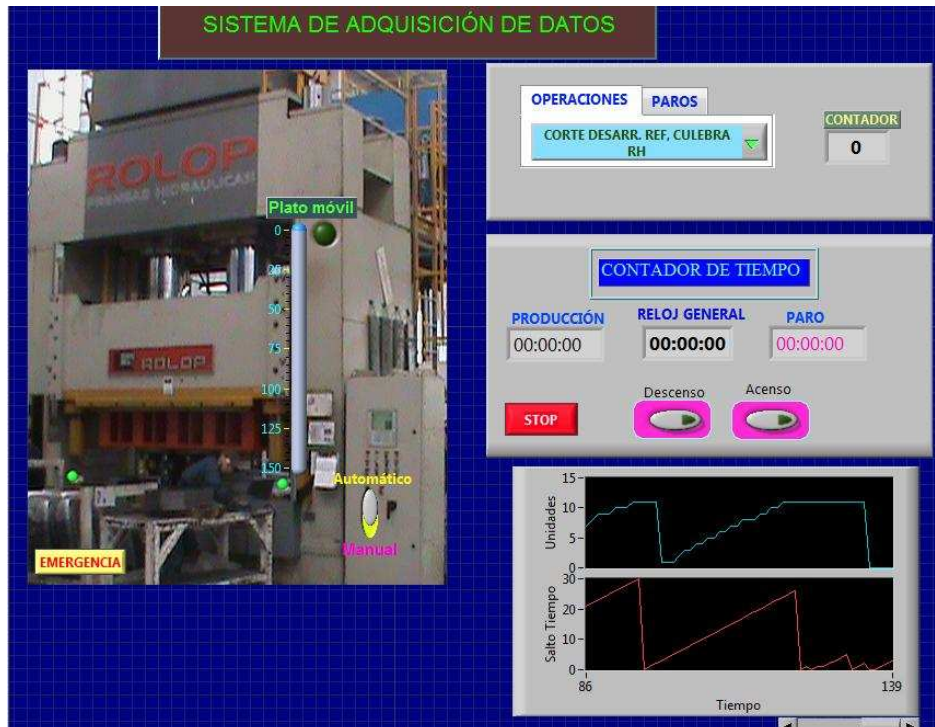 SISTEMA DE ADQUISICIÓN DE DATOS
ROLOP
PRENSAS HIDRAULICAS
Plato móvil
0
25
50
75
100
125
150
ROLOP
Automático
P
Manual
EMERGENCIA
OPERACIONES
PAROS
CORTE DESARR. REF, CULEBRA
RH
CONTADOR
0
CONTADOR DE TIEMPO
PRODUCCIÓN
RELOJ GENERAL
PARO
00:00:00
00:00:00
00:00:00
STOP
Descenso
Acenso
Unidades
15
10
5
0
Salto Tiempo
30
20
10
0
86
139
Tiempo